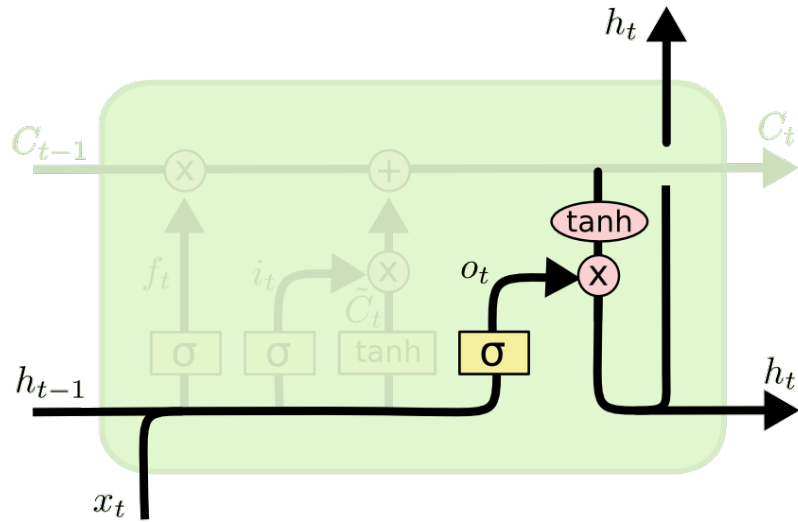 h_t
C_{t-1}
C_t
x
+
tanh
f_t
i_t
x
o_t
x
C̃_t
σ
σ
tanh
σ
h_{t-1}
h_t
x_t